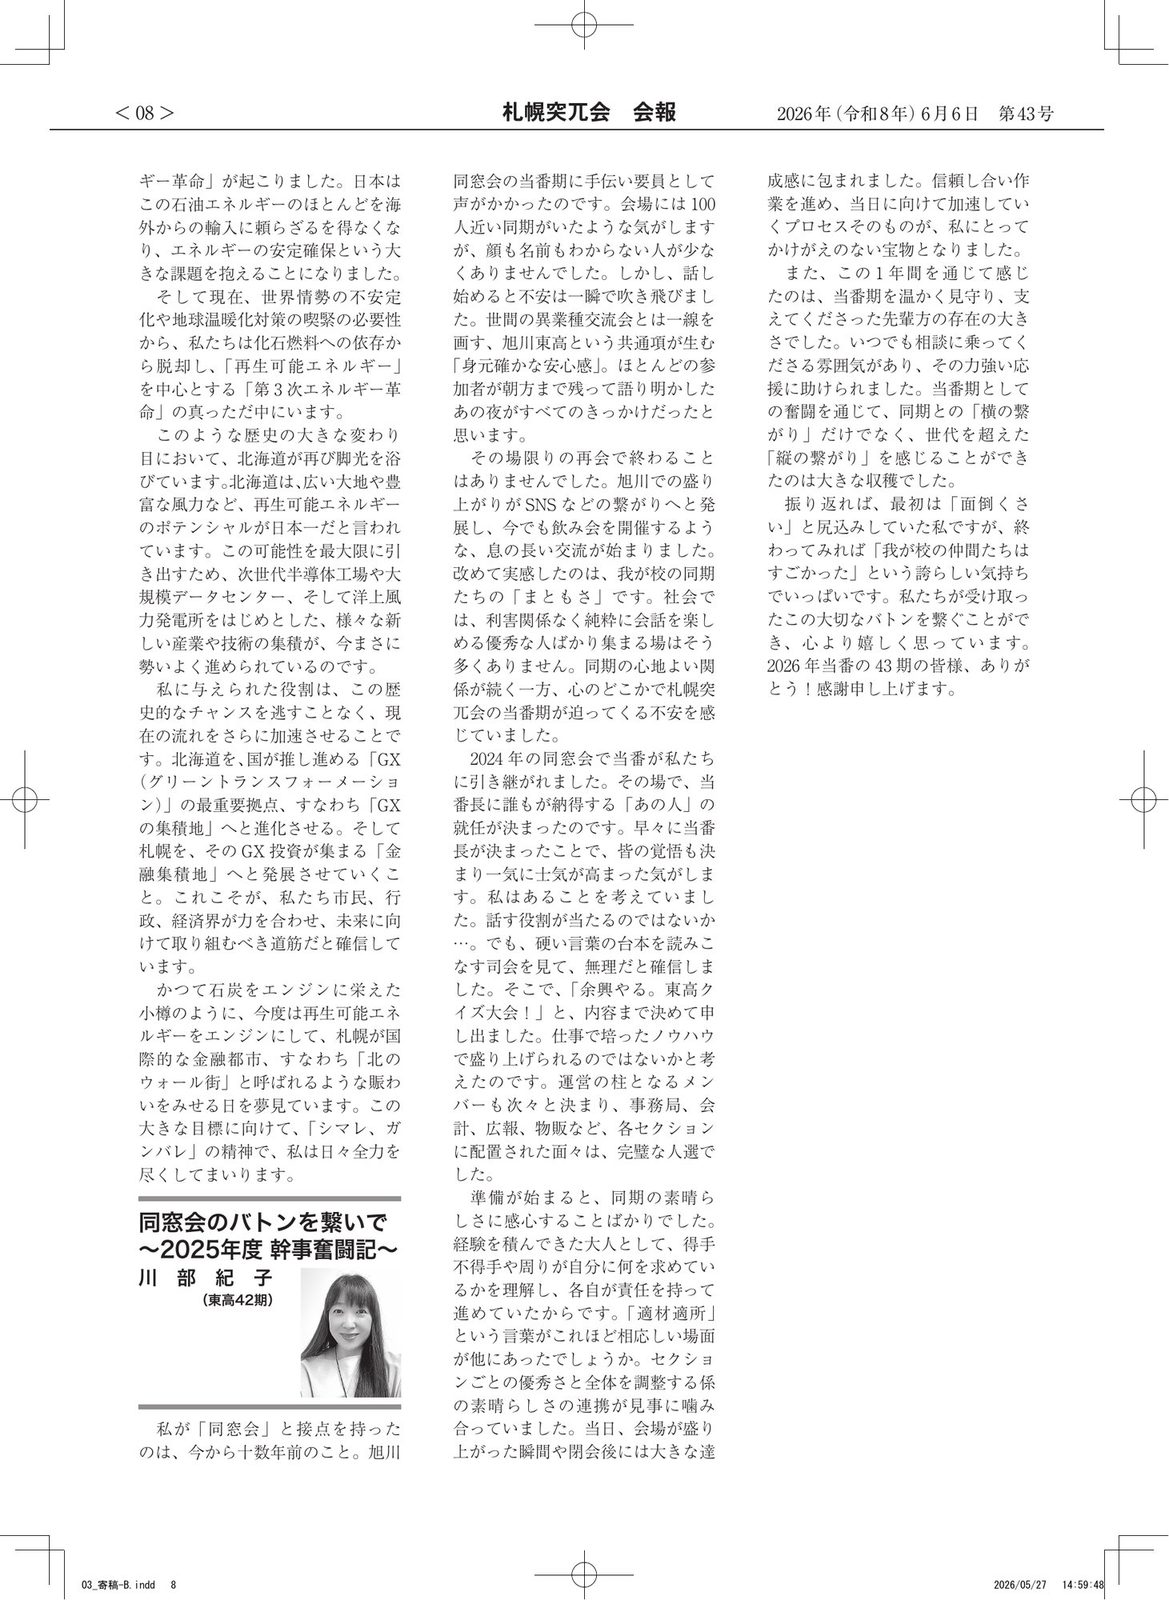 ＜08＞
札幌突兀会　会報
2026年（令和8年）6月6日　第43号
ギー革命」が起こりました。日本は
この石油エネルギーのほとんどを海
外からの輸入に頼らざるを得なくな
り、エネルギーの安定確保という大
きな課題を抱えることになりました。
　そして現在、世界情勢の不安定
化や地球温暖化対策の喫緊の必要性
から、私たちは化石燃料への依存か
ら脱却し、「再生可能エネルギー」
を中心とする「第3次エネルギー革
命」の真っただ中にいます。
　このような歴史の大きな変わり
目において、北海道が再び脚光を浴
びています。北海道は、広い大地や豊
富な風力など、再生可能エネルギー
のポテンシャルが日本一だと言われ
ています。この可能性を最大限に引
き出すため、次世代半導体工場や大
規模データセンター、そして洋上風
力発電所をはじめとした、様々な新
しい産業や技術の集積が、今まさに
勢いよく進められているのです。
　私に与えられた役割は、この歴
史的なチャンスを逃すことなく、現
在の流れをさらに加速させることで
す。北海道を、国が推し進める「GX
（グリーントランスフォーメーショ
ン）」の最重要拠点、すなわち「GX
の集積地」へと進化させる。そして
札幌を、そのGX投資が集まる「金
融集積地」へと発展させていくこ
と。これこそが、私たち市民、行
政、経済界が力を合わせ、未来に向
けて取り組むべき道筋だと確信して
います。
　かつて石炭をエンジンに栄えた
小樽のように、今度は再生可能エネ
ルギーをエンジンにして、札幌が国
際的な金融都市、すなわち「北の
ウォール街」と呼ばれるような賑わ
いをみせる日を夢見ています。この
大きな目標に向けて、「シマレ、ガ
ンバレ」の精神で、私は日々全力を
尽くしてまいります。
同窓会のバトンを繋いで
～2025年度 幹事奮闘記～
川部紀子
（東高42期）
　私が「同窓会」と接点を持った
のは、今から十数年前のこと。旭川
同窓会の当番期に手伝い要員として
声がかかったのです。会場には100
人近い同期がいたような気がします
が、顔も名前もわからない人が少な
くありませんでした。しかし、話し
始めると不安は一瞬で吹き飛びまし
た。世間の異業種交流会とは一線を
画す、旭川東高という共通項が生む
「身元確かな安心感」。ほとんどの参
加者が朝方まで残って語り明かした
あの夜がすべてのきっかけだったと
思います。
　その場限りの再会で終わること
はありませんでした。旭川での盛り
上がりがSNSなどの繋がりへと発
展し、今でも飲み会を開催するよう
な、息の長い交流が始まりました。
改めて実感したのは、我が校の同期
たちの「まともさ」です。社会で
は、利害関係なく純粋に会話を楽し
める優秀な人ばかり集まる場はそう
多くありません。同期の心地よい関
係が続く一方、心のどこかで札幌突
兀会の当番期が迫ってくる不安を感
じていました。
　2024年の同窓会で当番が私たち
に引き継がれました。その場で、当
番長に誰もが納得する「あの人」の
就任が決まったのです。早々に当番
長が決まったことで、皆の覚悟も決
まり一気に士気が高まった気がしま
す。私はあることを考えていまし
た。話す役割が当たるのではないか
…。でも、硬い言葉の台本を読みこ
なす司会を見て、無理だと確信しま
した。そこで、「余興やる。東高ク
イズ大会！」と、内容まで決めて申
し出ました。仕事で培ったノウハウ
で盛り上げられるのではないかと考
えたのです。運営の柱となるメン
バーも次々と決まり、事務局、会
計、広報、物販など、各セクション
に配置された面々は、完璧な人選で
した。
　準備が始まると、同期の素晴ら
しさに感心することばかりでした。
経験を積んできた大人として、得手
不得手や周りが自分に何を求めてい
るかを理解し、各自が責任を持って
進めていたからです。「適材適所」
という言葉がこれほど相応しい場面
が他にあったでしょうか。セクショ
ンごとの優秀さと全体を調整する係
の素晴らしさの連携が見事に噛み
合っていました。当日、会場が盛り
上がった瞬間や閉会後には大きな達
成感に包まれました。信頼し合い作
業を進め、当日に向けて加速してい
くプロセスそのものが、私にとって
かけがえのない宝物となりました。
　また、この1年間を通じて感じ
たのは、当番期を温かく見守り、支
えてくださった先輩方の存在の大き
さでした。いつでも相談に乗ってく
ださる雰囲気があり、その力強い応
援に助けられました。当番期として
の奮闘を通じて、同期との「横の繋
がり」だけでなく、世代を超えた
「縦の繋がり」を感じることができ
たのは大きな収穫でした。
　振り返れば、最初は「面倒くさ
い」と尻込みしていた私ですが、終
わってみれば「我が校の仲間たちは
すごかった」という誇らしい気持ち
でいっぱいです。私たちが受け取っ
たこの大切なバトンを繋ぐことがで
き、心より嬉しく思っています。
2026年当番の43期の皆様、ありが
とう！感謝申し上げます。
03_寄稿-B.indd　8
2026/05/27　14:59:48